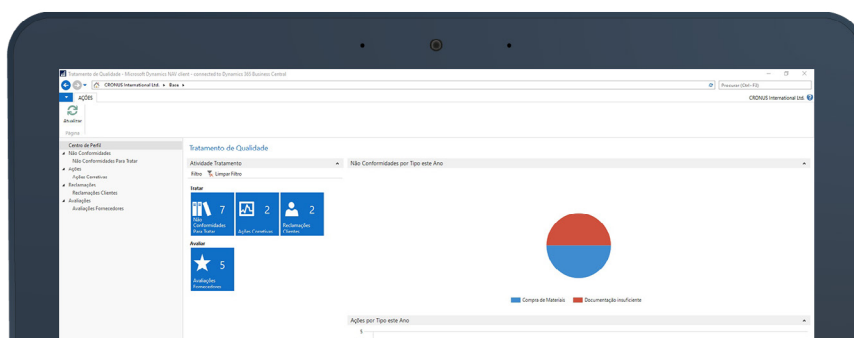 Tratamento de Qualidade - Microsoft Dynamics NAV client - connected to Dynamics 365 Business Central
CRONUS International Ltd. ▸ Base ▸
Procurar (Ctrl+F3)
AÇÕES
CRONUS International Ltd.
Atualizar
Página
Centro de Perfil
Não Conformidades
Não Conformidades Para Tratar
Ações
Ações Corretivas
Reclamações
Reclamações Clientes
Avaliações
Avaliações Fornecedores
Tratamento de Qualidade
Atividade Tratamento
Filtro Limpar Filtro
Tratar
7
Não Conformidades Para Tratar
2
Ações Corretivas
2
Reclamações Clientes
Avaliar
5
Avaliações Fornecedores
Não Conformidades por Tipo este Ano
Compra de Materiais Documentação insuficiente
Ações por Tipo este Ano
5